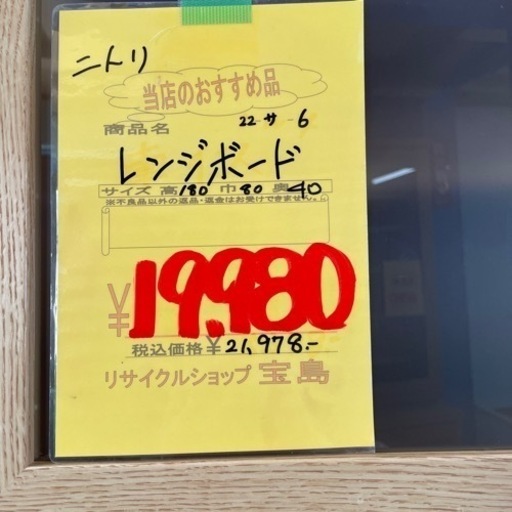 ニトリ
当店のおすすめ品
商品名
22-サ-6
レンジボード
サイズ 高180 巾80 奥40
※不良品以外の返品・返金はお受けできません。
¥19,980
税込価格¥21,978.-
リサイクルショップ 宝島